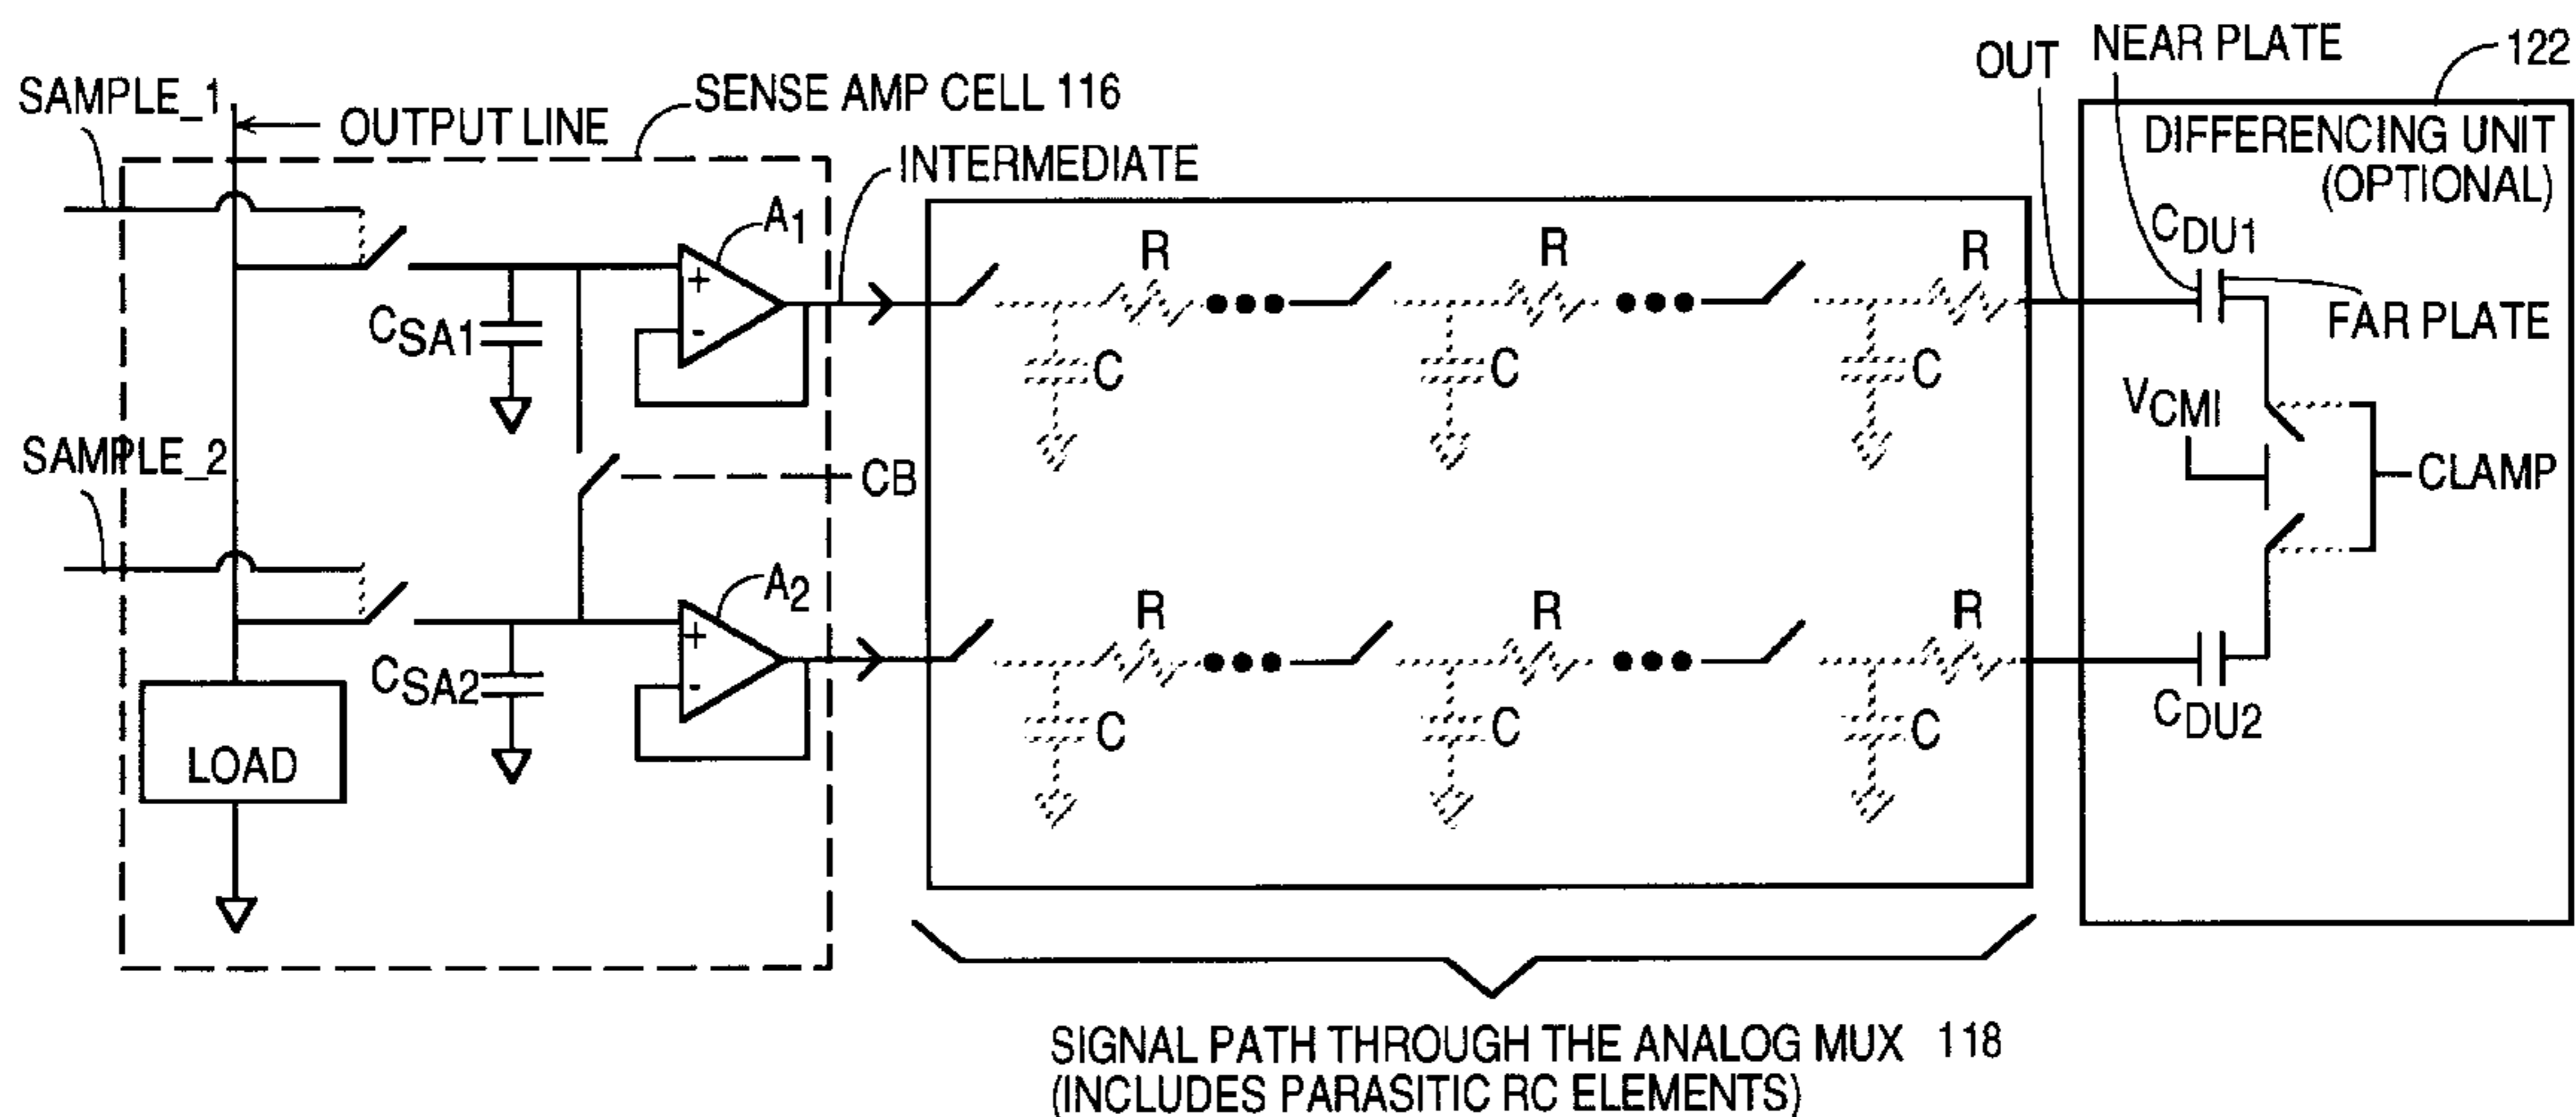 OUT
NEAR PLATE
122
SAMPLE_1
OUTPUT LINE
SENSE AMP CELL 116
INTERMEDIATE
DIFFERENCING UNIT
(OPTIONAL)
A1
+
-
CSA1
R
R
R
C
C
C
CDU1
FAR PLATE
VCMI
CLAMP
SAMPLE_2
CB
A2
+
-
CSA2
R
R
R
C
C
C
CDU2
LOAD
SIGNAL PATH THROUGH THE ANALOG MUX 118
(INCLUDES PARASITIC RC ELEMENTS)